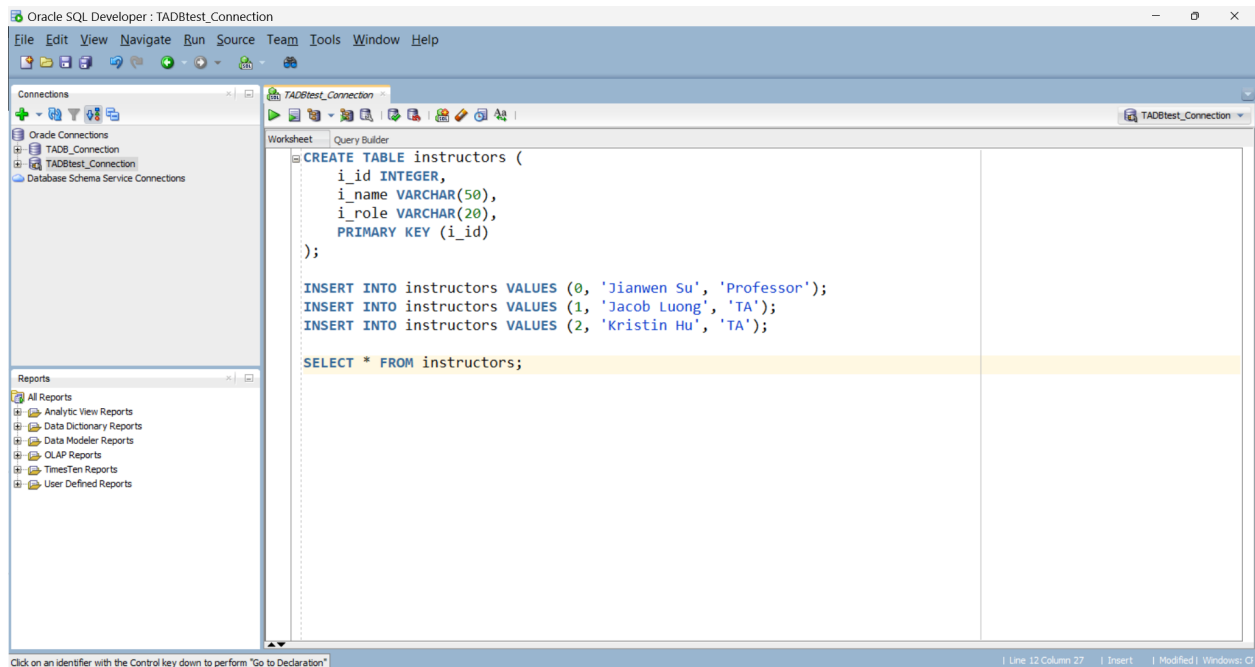 Oracle SQL Developer : TADBtest_Connection
File Edit View Navigate Run Source Team Tools Window Help
Connections
Oracle Connections
TADB_Connection
TADBtest_Connection
Database Schema Service Connections
Reports
All Reports
Analytic View Reports
Data Dictionary Reports
Data Modeler Reports
OLAP Reports
TimesTen Reports
User Defined Reports
TADBtest_Connection
TADBtest_Connection
Worksheet Query Builder
CREATE TABLE instructors (
    i_id INTEGER,
    i_name VARCHAR(50),
    i_role VARCHAR(20),
    PRIMARY KEY (i_id)
);
INSERT INTO instructors VALUES (0, 'Jianwen Su', 'Professor');
INSERT INTO instructors VALUES (1, 'Jacob Luong', 'TA');
INSERT INTO instructors VALUES (2, 'Kristin Hu', 'TA');
SELECT * FROM instructors;
Click on an identifier with the Control key down to perform "Go to Declaration"
| Line 12 Column 27 | Insert | Modified | Windows: